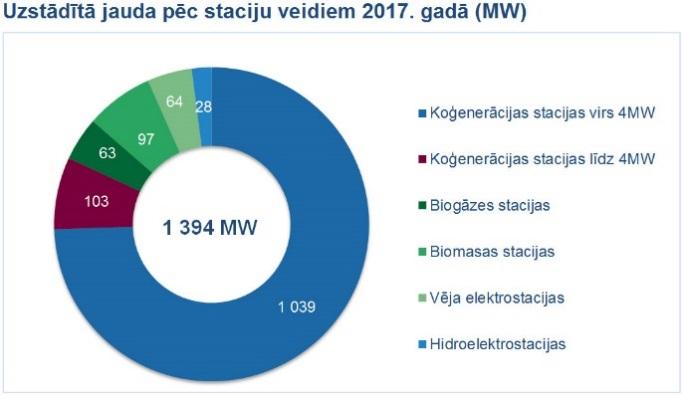 Uzstādītā jauda pēc staciju veidiem 2017. gadā (MW)
64
28
97
63
103
1 394 MW
1 039
Koģenerācijas stacijas virs 4MW
Koģenerācijas stacijas līdz 4MW
Biogāzes stacijas
Biomasas stacijas
Vēja elektrostacijas
Hidroelektrostacijas